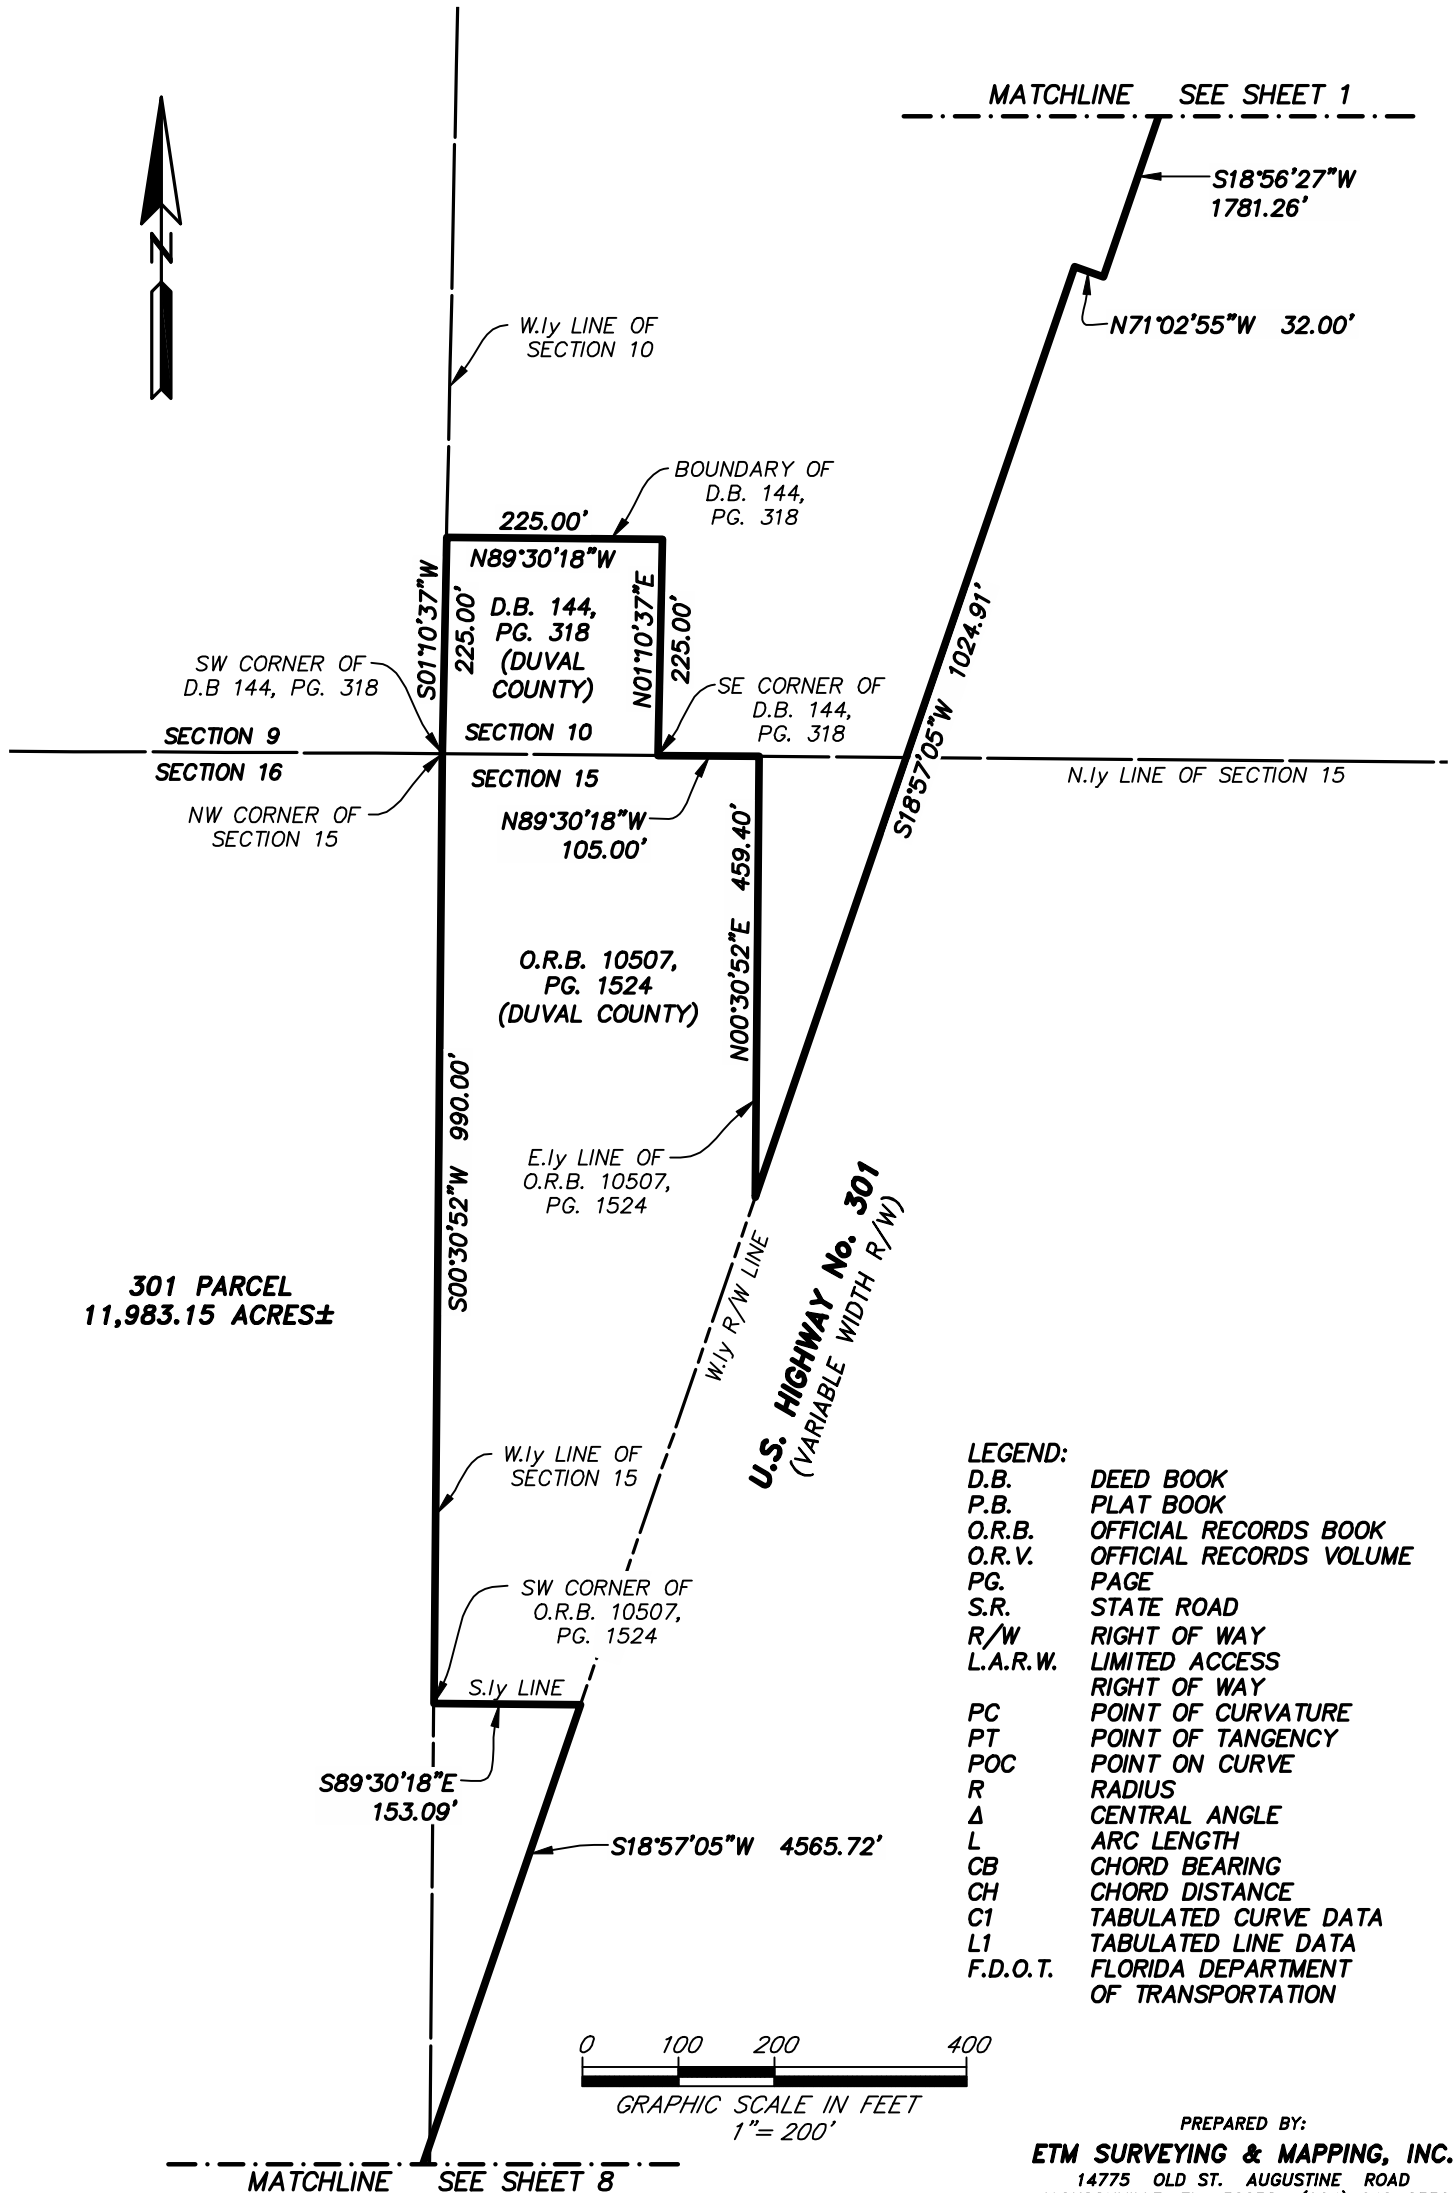 MATCHLINE SEE SHEET 1
S18°56'27"W
1781.26'
N
N71°02'55"W 32.00'
W.ly LINE OF
SECTION 10
BOUNDARY OF
D.B. 144,
PG. 318
225.00'
N89°30'18"W
S01°10'37"W
225.00'
D.B. 144,
PG. 318
(DUVAL
COUNTY)
N01°10'37"E
225.00'
S18°57'05"W 1024.91'
SW CORNER OF
D.B 144, PG. 318
SE CORNER OF
D.B. 144,
PG. 318
SECTION 9
SECTION 10
SECTION 16
SECTION 15
N.ly LINE OF SECTION 15
NW CORNER OF
SECTION 15
N89°30'18"W
105.00'
N00°30'52"E 459.40'
O.R.B. 10507,
PG. 1524
(DUVAL COUNTY)
S00°30'52"W 990.00'
E.ly LINE OF
O.R.B. 10507,
PG. 1524
W.ly R/W LINE
U.S. HIGHWAY No. 301
(VARIABLE WIDTH R/W)
301 PARCEL
11,983.15 ACRES±
W.ly LINE OF
SECTION 15
SW CORNER OF
O.R.B. 10507,
PG. 1524
S.ly LINE
S89°30'18"E
153.09'
S18°57'05"W 4565.72'
LEGEND:
D.B. DEED BOOK
P.B. PLAT BOOK
O.R.B. OFFICIAL RECORDS BOOK
O.R.V. OFFICIAL RECORDS VOLUME
PG. PAGE
S.R. STATE ROAD
R/W RIGHT OF WAY
L.A.R.W. LIMITED ACCESS
RIGHT OF WAY
PC POINT OF CURVATURE
PT POINT OF TANGENCY
POC POINT ON CURVE
R RADIUS
Δ CENTRAL ANGLE
L ARC LENGTH
CB CHORD BEARING
CH CHORD DISTANCE
C1 TABULATED CURVE DATA
L1 TABULATED LINE DATA
F.D.O.T. FLORIDA DEPARTMENT
OF TRANSPORTATION
0 100 200 400
GRAPHIC SCALE IN FEET
1"= 200'
MATCHLINE SEE SHEET 8
PREPARED BY:
ETM SURVEYING & MAPPING, INC.
14775 OLD ST. AUGUSTINE ROAD